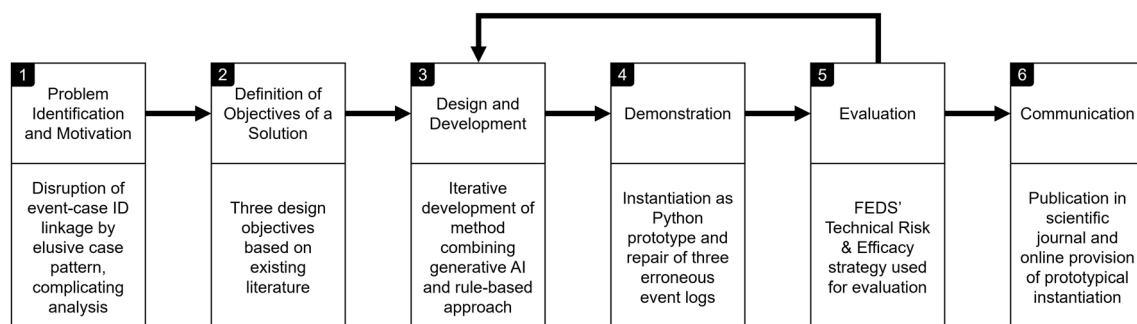 1
Problem
Identification
and Motivation
Disruption of
event-case ID
linkage by
elusive case
pattern,
complicating
analysis
2
Definition of
Objectives of a
Solution
Three design
objectives
based on
existing
literature
3
Design and
Development
Iterative
development of
method
combining
generative AI
and rule-based
approach
4
Demonstration
Instantiation as
Python
prototype and
repair of three
erroneous
event logs
5
Evaluation
FEDS'
Technical Risk
& Efficacy
strategy used
for evaluation
6
Communication
Publication in
scientific
journal and
online provision
of prototypical
instantiation